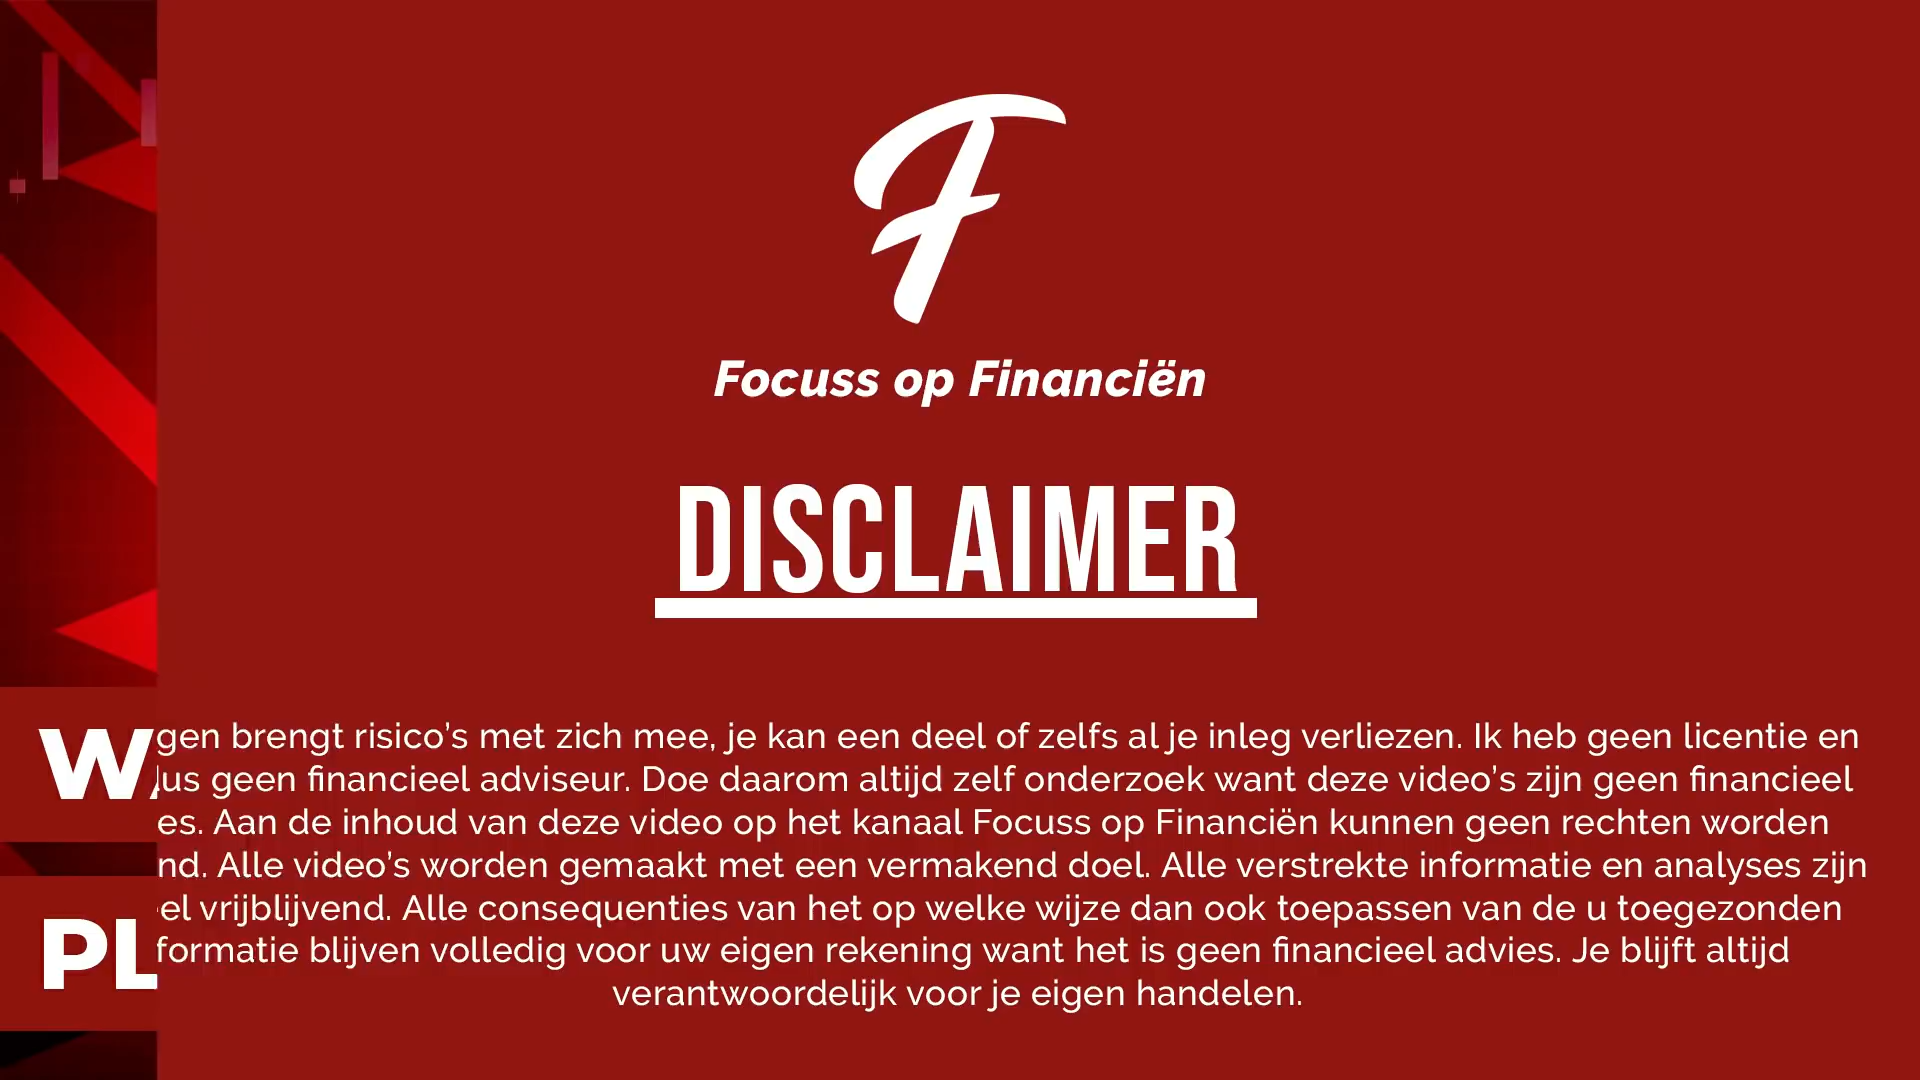 F
Focuss op Financiën
DISCLAIMER
gen brengt risico's met zich mee, je kan een deel of zelfs al je inleg verliezen. Ik heb geen licentie en
lus geen financieel adviseur. Doe daarom altijd zelf onderzoek want deze video's zijn geen financieel
es. Aan de inhoud van deze video op het kanaal Focuss op Financiën kunnen geen rechten worden
nd. Alle video's worden gemaakt met een vermakend doel. Alle verstrekte informatie en analyses zijn
el vrijblijvend. Alle consequenties van het op welke wijze dan ook toepassen van de u toegezonden
formatie blijven volledig voor uw eigen rekening want het is geen financieel advies. Je blijft altijd
verantwoordelijk voor je eigen handelen.
W
PL